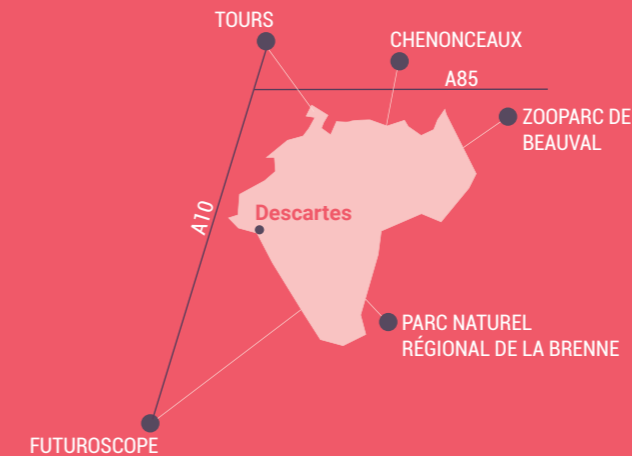 TOURS
CHENONCEAUX
A85
ZOOPARC DE
BEAUVAL
A10
Descartes
PARC NATUREL
RÉGIONAL DE LA BRENNE
FUTUROSCOPE